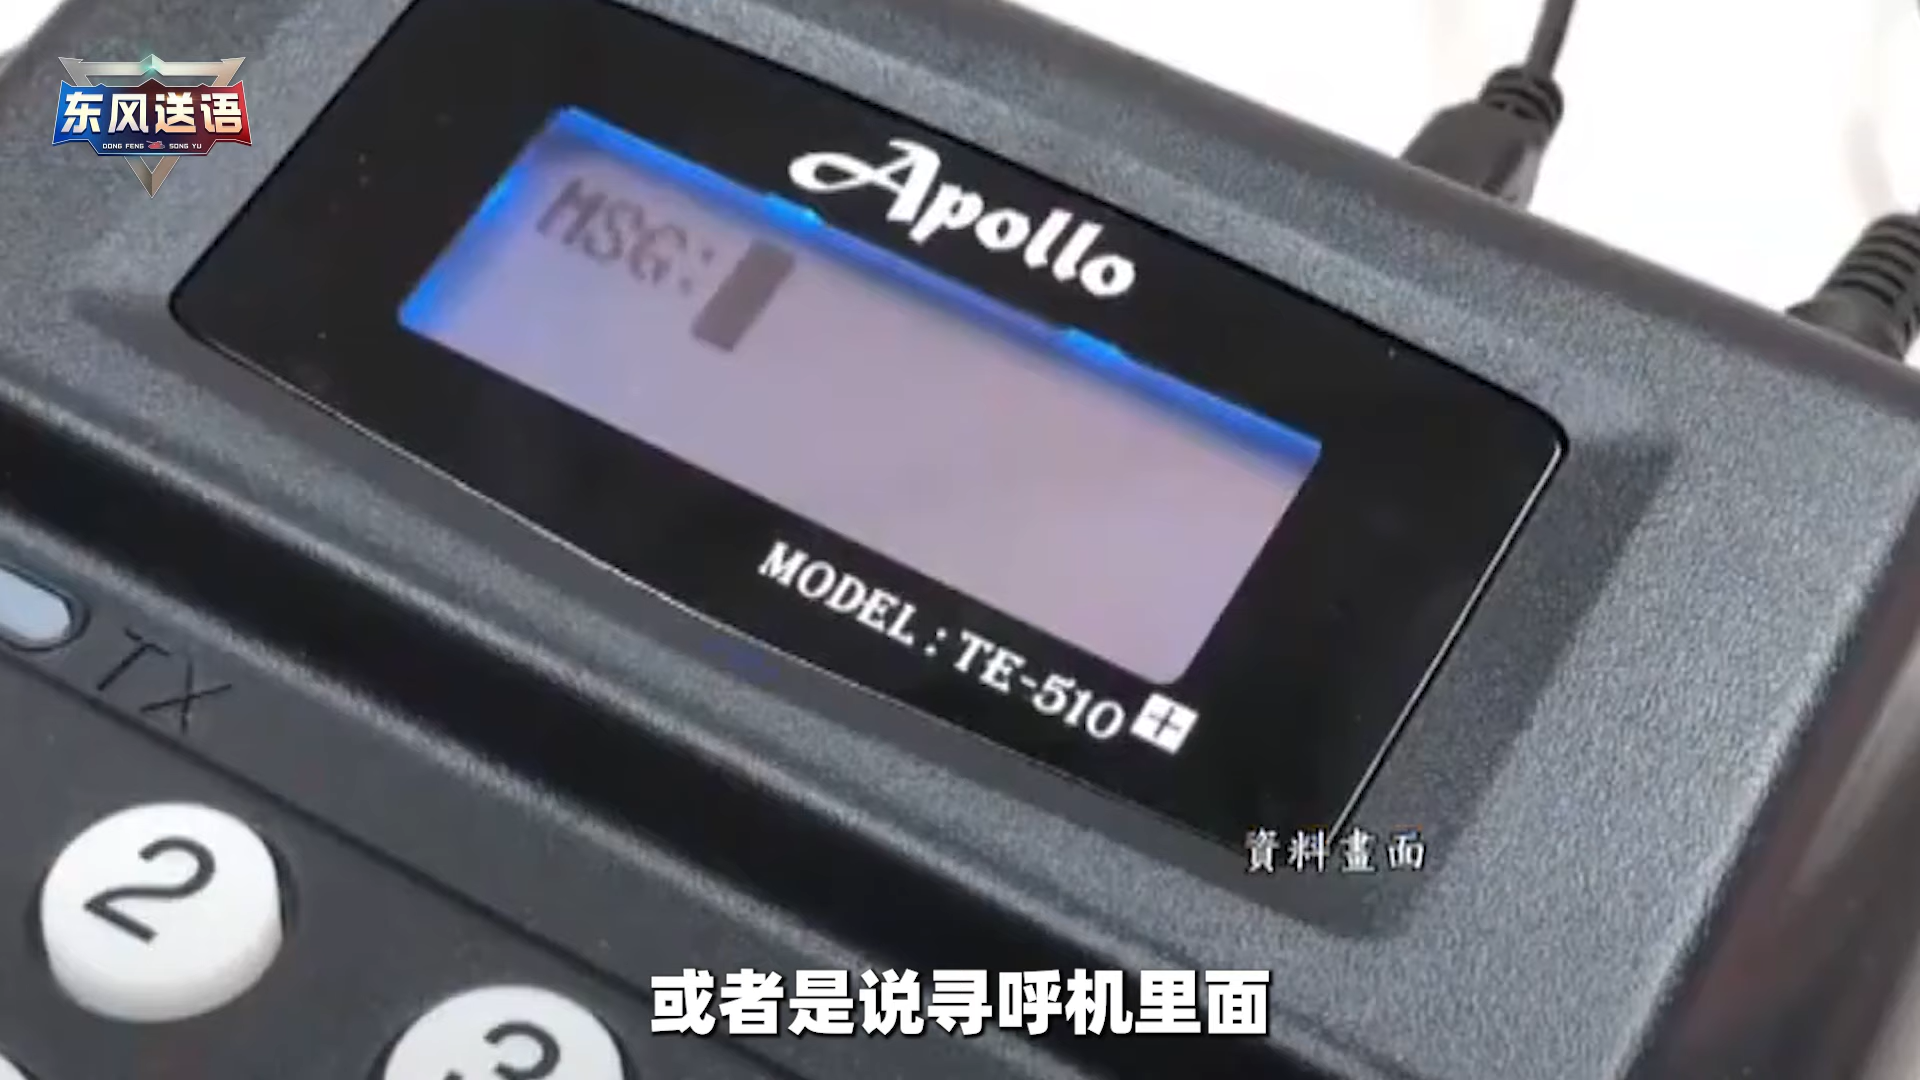 东风送语
DONG FENG SONG YU
Apollo
MSG:
MODEL : TE-510+
TX
2
3
資料畫面
或者是说寻呼机里面